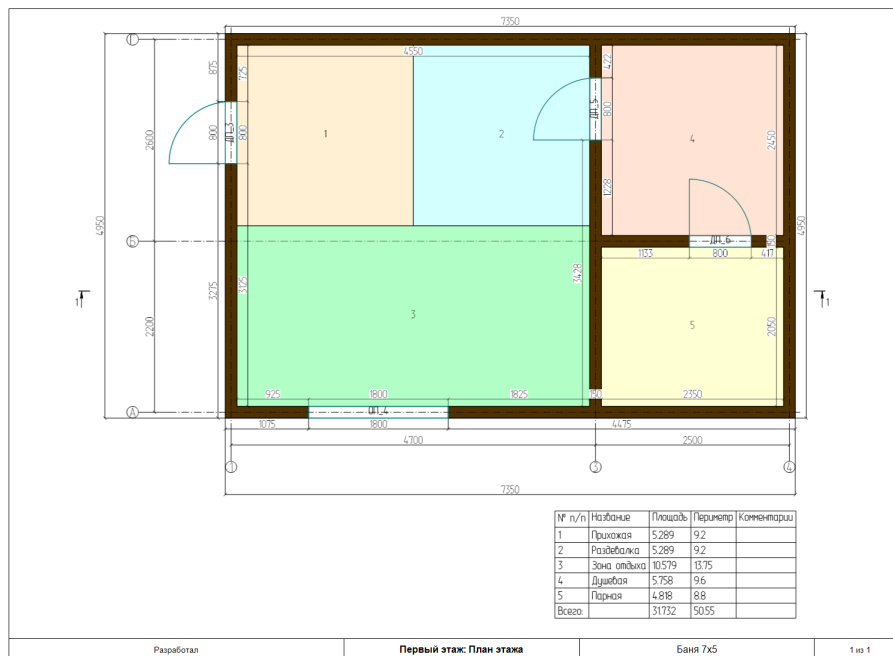 7350
Г
4550
875
725
422
ДП_3
800
800
ДП_5
800
2600
1
2
4
2450
1228
4950
4950
Б
ДП_6
150
1133
800
417
3428
3275
3125
1
1
2200
3
5
2050
925
1800
1825
150
2350
А
ДП_4
1075
1800
4475
4700
2500
1
3
4
7350
№ п/п Название Площадь Периметр Комментарии
1 Прихожая 5.289 9.2
2 Раздевалка 5.289 9.2
3 Зона отдыха 10.579 13.75
4 Душевая 5.758 9.6
5 Парная 4.818 8.8
Всего: 31.732 50.55
Разработал Первый этаж: План этажа Баня 7х5 1 из 1